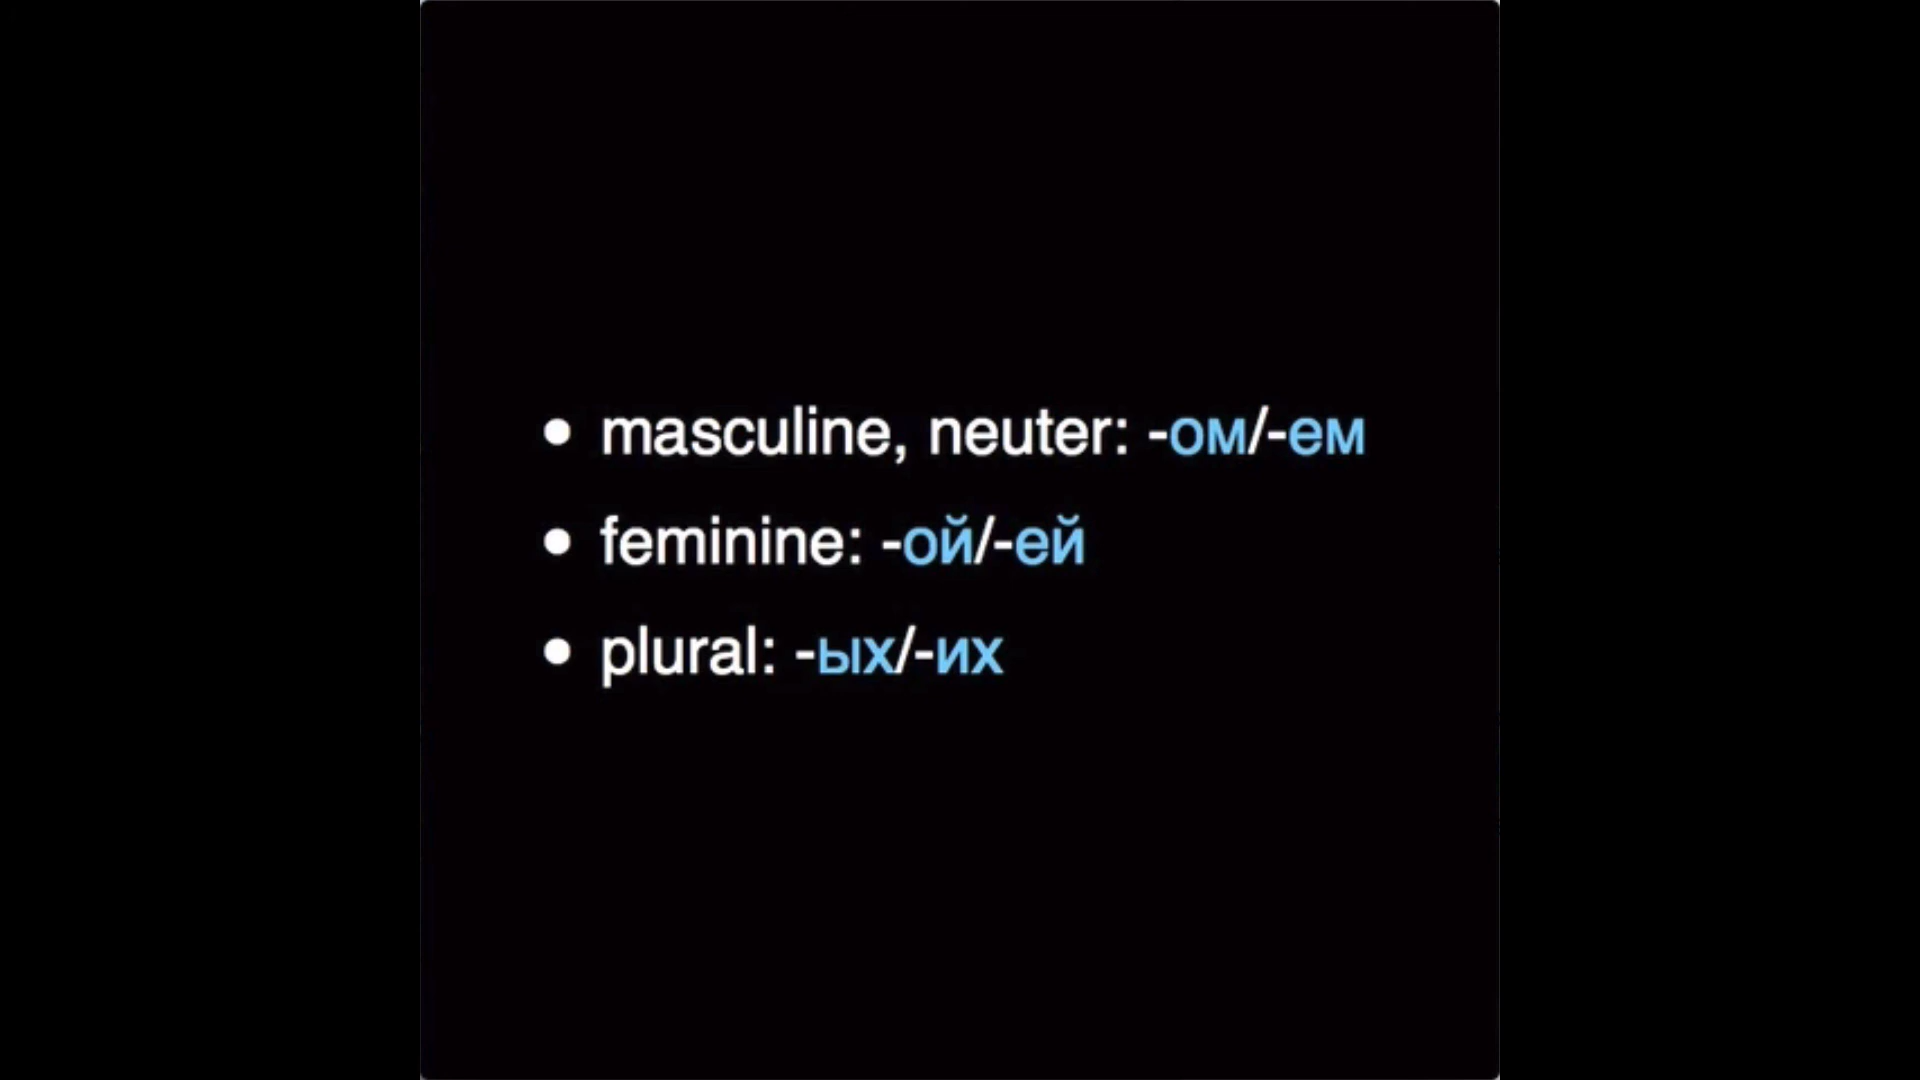 • masculine, neuter: -ом/-ем
• feminine: -ой/-ей
• plural: -ых/-их